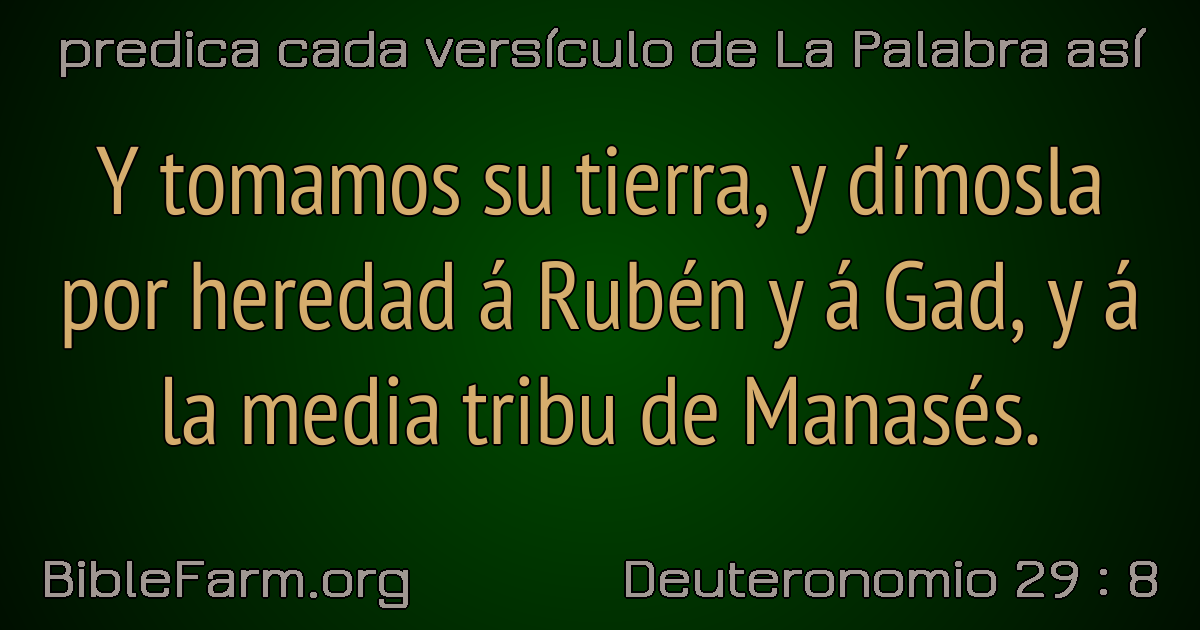 predica cada versículo de La Palabra así
Y tomamos su tierra, y dímosla
por heredad á Rubén y á Gad, y á
la media tribu de Manasés.
BibleFarm.org
Deuteronomio 29 : 8